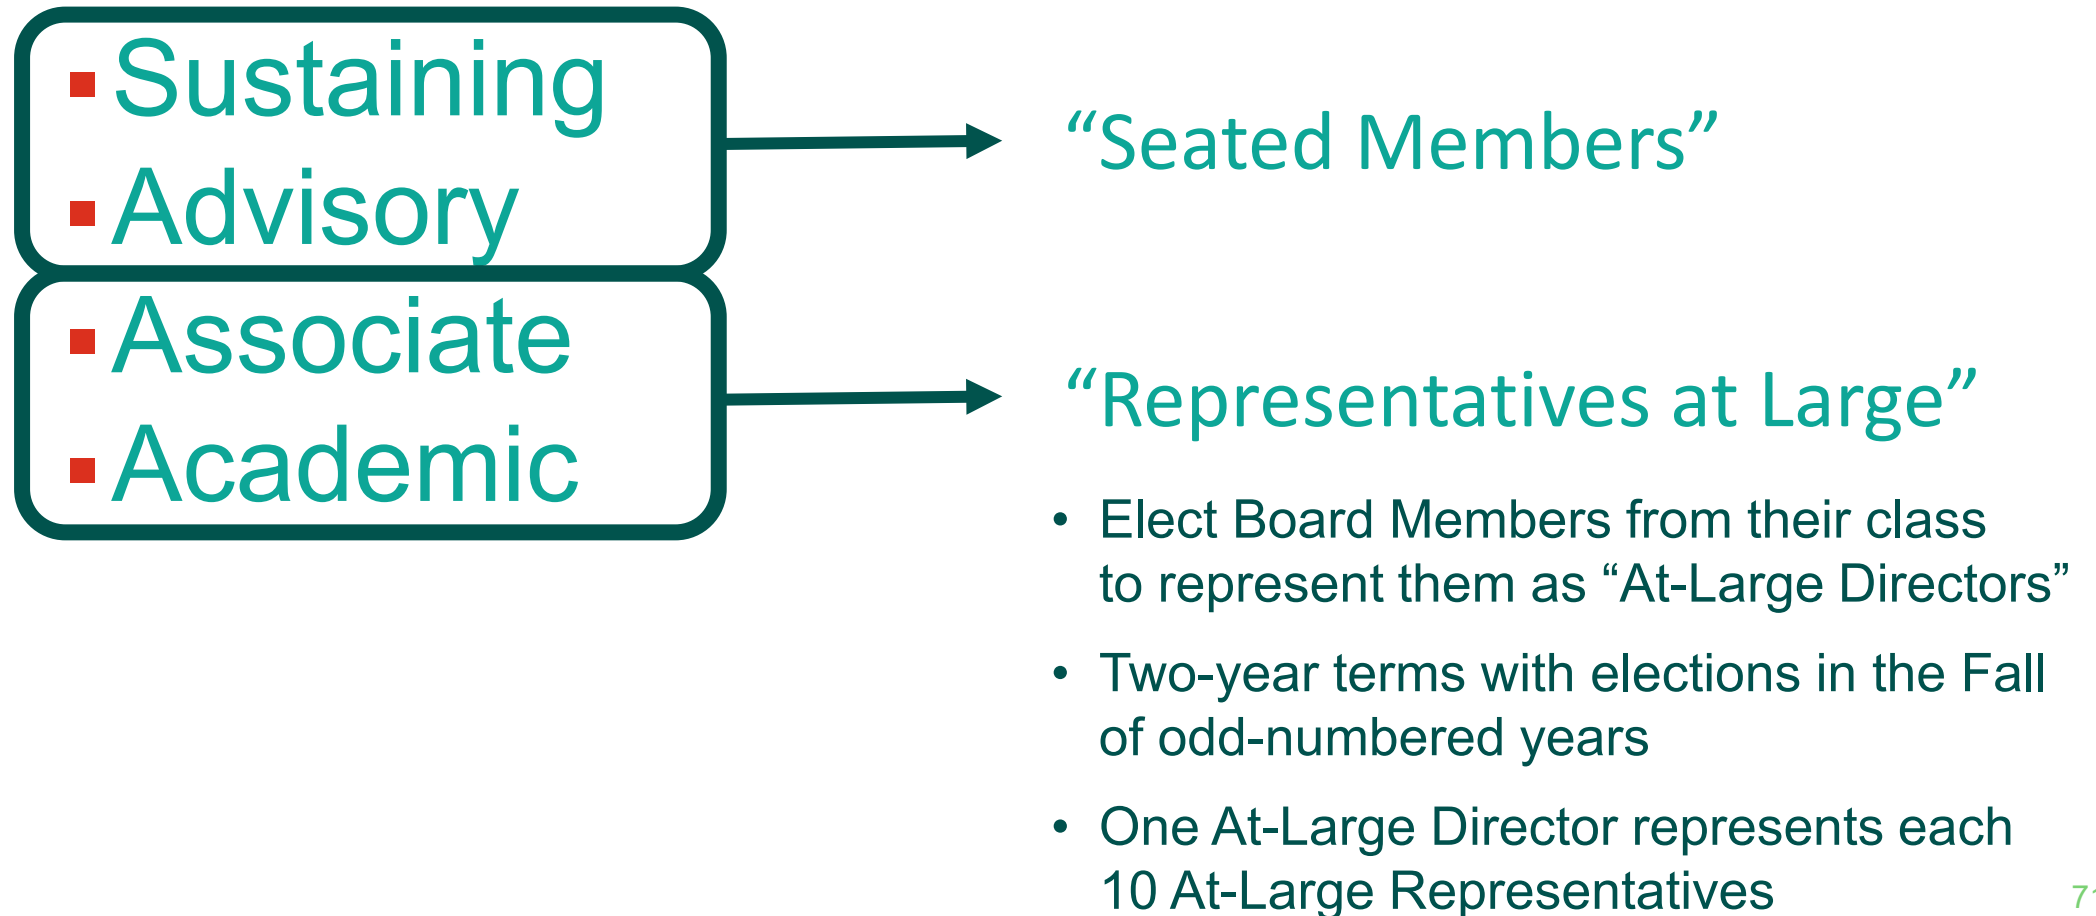 ▪Sustaining
▪Advisory
▪Associate
▪Academic
“Seated Members”
“Representatives at Large”
• Elect Board Members from their class
to represent them as “At-Large Directors”
• Two-year terms with elections in the Fall
of odd-numbered years
• One At-Large Director represents each
10 At-Large Representatives
71